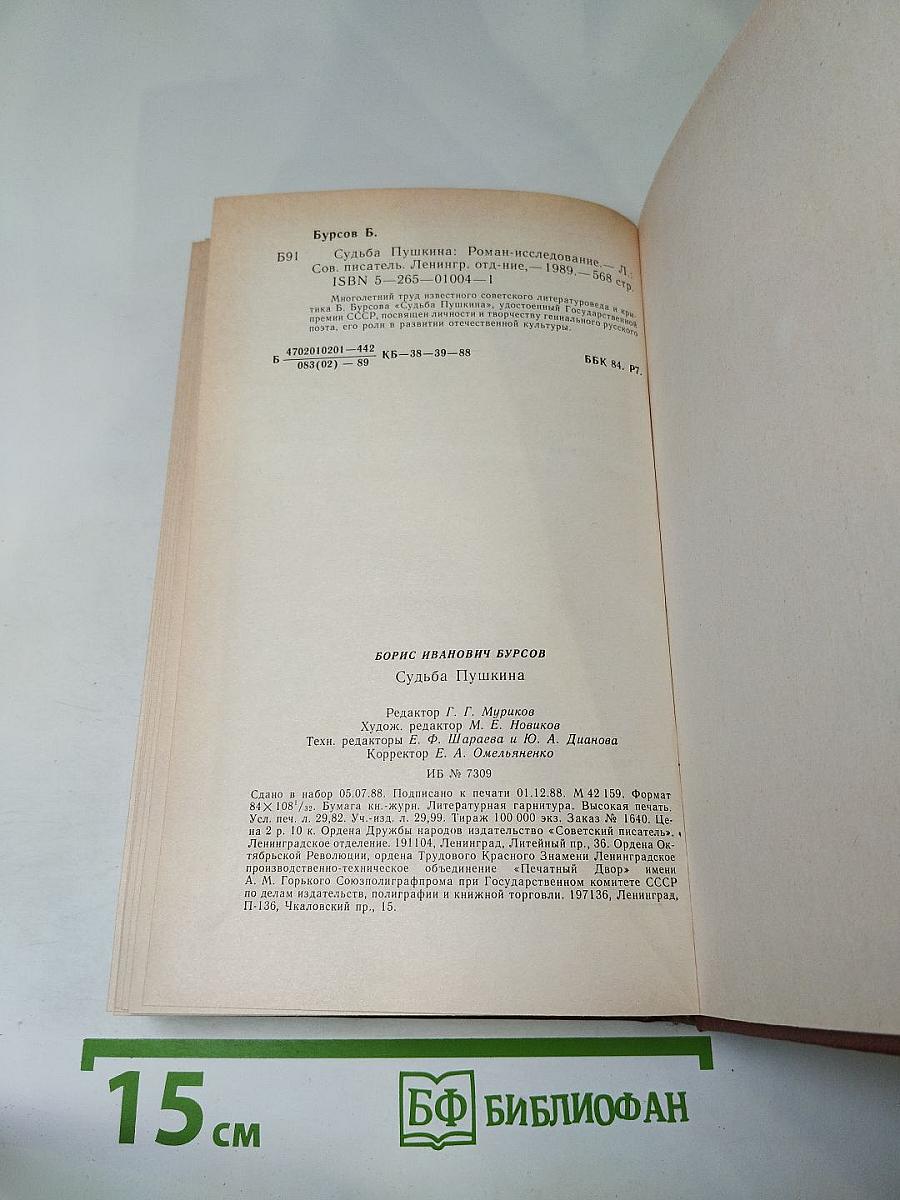 Бурсов Б.
Б91 Судьба Пушкина: Роман-исследование.— Л.:
Сов. писатель. Ленингр. отд-ние,— 1989.— 568 стр.
ISBN 5—265—01004—1
Многолетний труд известного советского литературоведа и кри-
тика Б. Бурсова «Судьба Пушкина», удостоенный Государственной
премии СССР, посвящен личности и творчеству гениального русского
поэта, его роли в развитии отечественной культуры.
Б 4702010201—442 КБ—38—39—88
083(02) — 89
ББК 84. Р7.
БОРИС ИВАНОВИЧ БУРСОВ
Судьба Пушкина
Редактор Г. Г. Муриков
Худож. редактор М. Е. Новиков
Техн. редакторы Е. Ф. Шараева и Ю. А. Дианова
Корректор Е. А. Омельяненко
ИБ № 7309
Сдано в набор 05.07.88. Подписано к печати 01.12.88. М 42 159. Формат
84×108¹/₃₂. Бумага кн.-журн. Литературная гарнитура. Высокая печать.
Усл. печ. л. 29,82. Уч.-изд. л. 29,99. Тираж 100 000 экз. Заказ № 1640. Це-
на 2 р. 10 к. Ордена Дружбы народов издательство «Советский писатель».
Ленинградское отделение. 191104, Ленинград, Литейный пр., 36. Ордена Ок-
тябрьской Революции, ордена Трудового Красного Знамени Ленинградское
производственно-техническое объединение «Печатный Двор» имени
А. М. Горького Союзполиграфпрома при Государственном комитете СССР
по делам издательств, полиграфии и книжной торговли. 197136, Ленинград,
П-136, Чкаловский пр., 15.
15 см
БФ БИБЛИОФАН